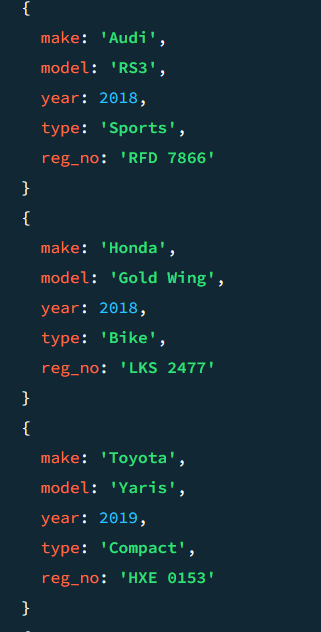 {
make: 'Audi',
model: 'RS3',
year: 2018,
type: 'Sports',
reg_no: 'RFD 7866'
}
{
make: 'Honda',
model: 'Gold Wing',
year: 2018,
type: 'Bike',
reg_no: 'LKS 2477'
}
{
make: 'Toyota',
model: 'Yaris',
year: 2019,
type: 'Compact',
reg_no: 'HXE 0153'
}